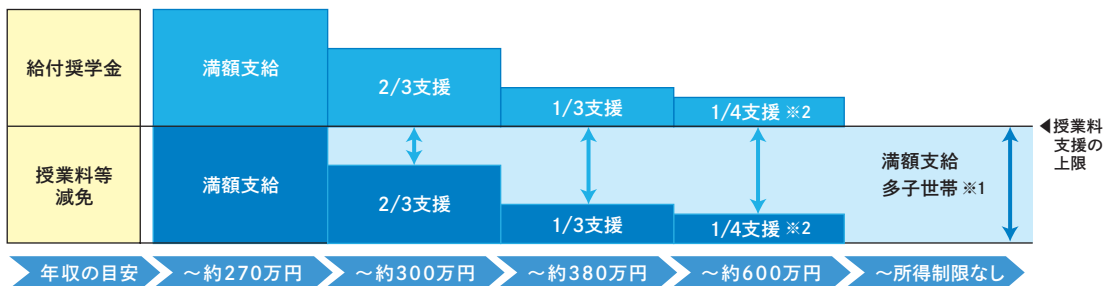 給付奨学金
満額支給
2/3支援
1/3支援
1/4支援 ※2
◀授業料
支援の
上限
授業料等
減免
満額支給
2/3支援
1/3支援
1/4支援 ※2
満額支給
多子世帯 ※1
年収の目安
～約270万円
～約300万円
～約380万円
～約600万円
～所得制限なし